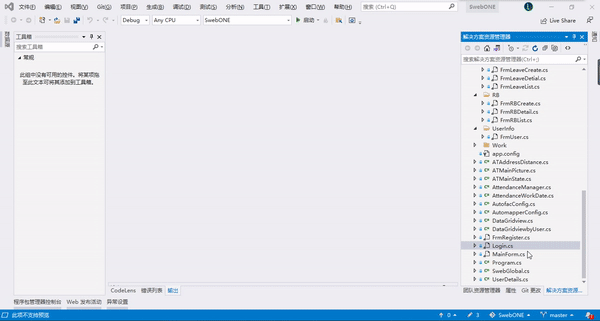 文件(F) 编辑(E) 视图(V) Git(G) 项目(P) 生成(B) 调试(D) 测试(S) 分析(N) 工具(T) 扩展(X) 窗口(W) 帮助(H) 搜索 (Ctrl+Q) SwebONE L
Debug Any CPU SwebONE 启动 Live Share
工具箱
搜索工具箱
常规
此组中没有可用的控件。将某项拖
至此文本可将其添加到工具箱。
解决方案资源管理器
搜索解决方案资源管理器(Ctrl+;)
FrmLeaveCreate.cs
FrmLeaveDetial.cs
FrmLeaveList.cs
RB
FrmRBCreate.cs
FrmRBDetail.cs
FrmRBList.cs
UserInfo
FrmUser.cs
Work
app.config
ATAddressDistance.cs
ATMainPicture.cs
ATMainState.cs
AttendanceManager.cs
AttendanceWorkDate.cs
AutofacConfig.cs
AutomapperConfig.cs
DataGridview.cs
DataGridviewbyUser.cs
FrmRegister.cs
Login.cs
MainForm.cs
Program.cs
SwebGlobal.cs
UserDetails.cs
CodeLens 错误列表 输出
团队资源管理器 属性 Git 更改 解决方案资源...
程序包管理器控制台 Web 发布活动 异常设置
此项不支持预览 0 3 SwebONE master